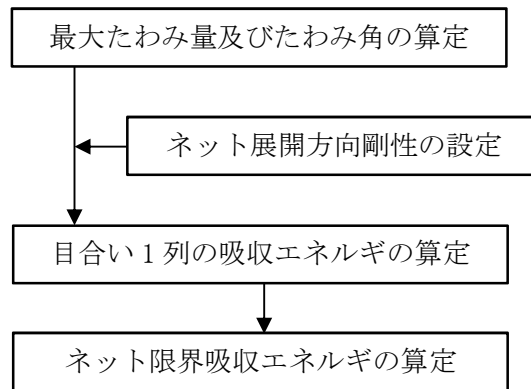 最大たわみ量及びたわみ角の算定
ネット展開方向剛性の設定
目合い1列の吸収エネルギの算定
ネット限界吸収エネルギの算定